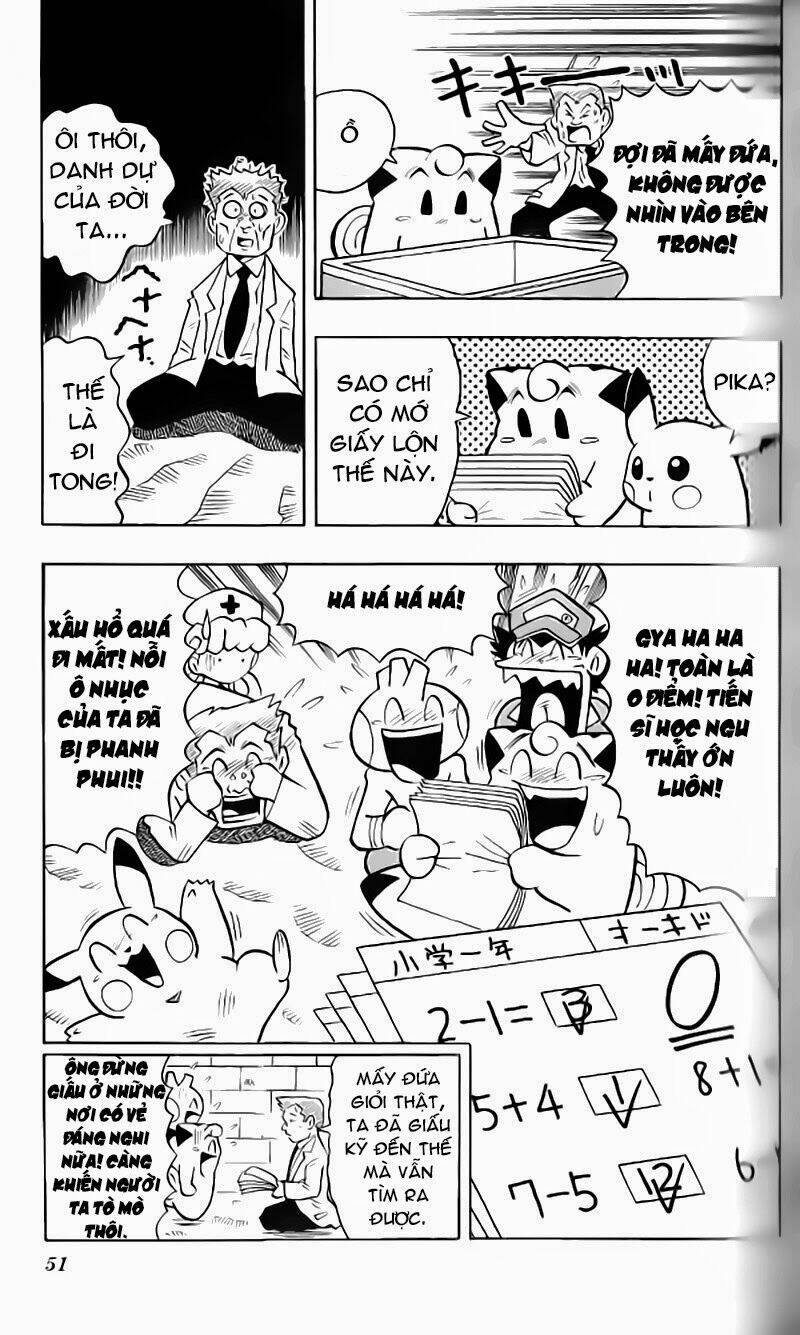 キキーッ
ĐỢI ĐÃ MẤY ĐỨA,
KHÔNG ĐƯỢC
NHÌN VÀO BÊN
TRONG!
Ồ
ÔI THÔI,
DANH DỰ
CỦA ĐỜI
TA...
ヘナヘナ
THẾ
LÀ
ĐI
TONG!
PIKA?
SAO CHỈ
CÓ MỚ
GIẤY LỘN
THẾ NÀY.
GYA HA HA
HA! TOÀN LÀ
0 ĐIỂM! TIẾN
SĨ HỌC NGU
THẤY ỚN
LUÔN!
HÁ HÁ HÁ HÁ!
XẤU HỔ QUÁ
ĐI MẤT! NỖI
Ô NHỤC
CỦA TA ĐÃ
BỊ PHANH
PHUI!!
小学一年
オーキド
0
2-1= 3
8+1
5+4 1
7-5 12
6
MẤY ĐỨA
GIỎI THẬT,
TA ĐÃ GIẤU
KỸ ĐẾN THẾ
MÀ VẪN
TÌM RA
ĐƯỢC.
ÔNG ĐỪNG
GIẤU Ở NHỮNG
NƠI CÓ VẺ
ĐÁNG NGHI
NỮA! CÀNG
KHIẾN NGƯỜI
TA TÒ MÒ
THÔI.
51